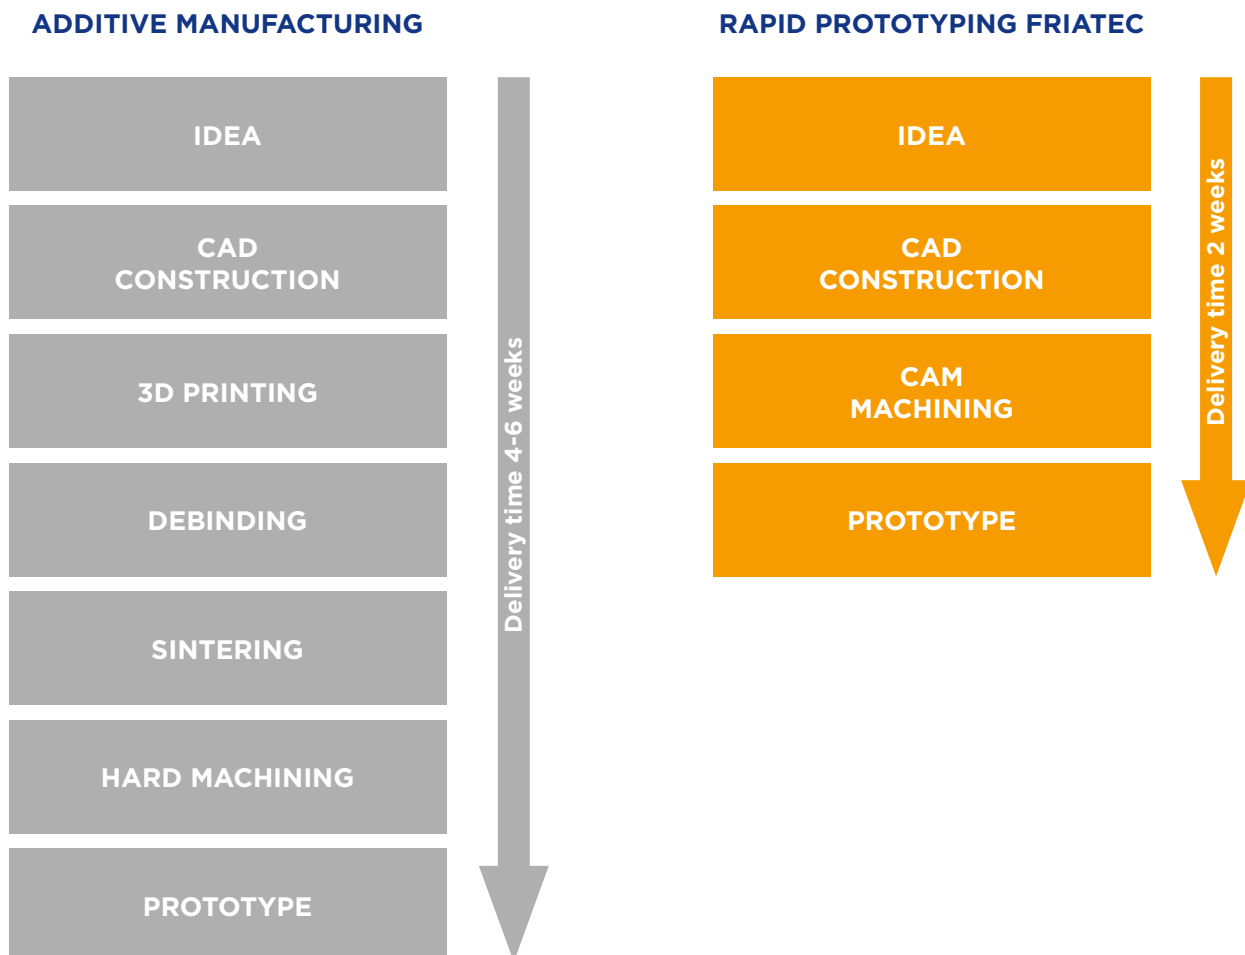 ADDITIVE MANUFACTURING
IDEA
CAD
CONSTRUCTION
3D PRINTING
DEBINDING
SINTERING
HARD MACHINING
PROTOTYPE
Delivery time 4-6 weeks
RAPID PROTOTYPING FRIATEC
IDEA
CAD
CONSTRUCTION
CAM
MACHINING
PROTOTYPE
Delivery time 2 weeks